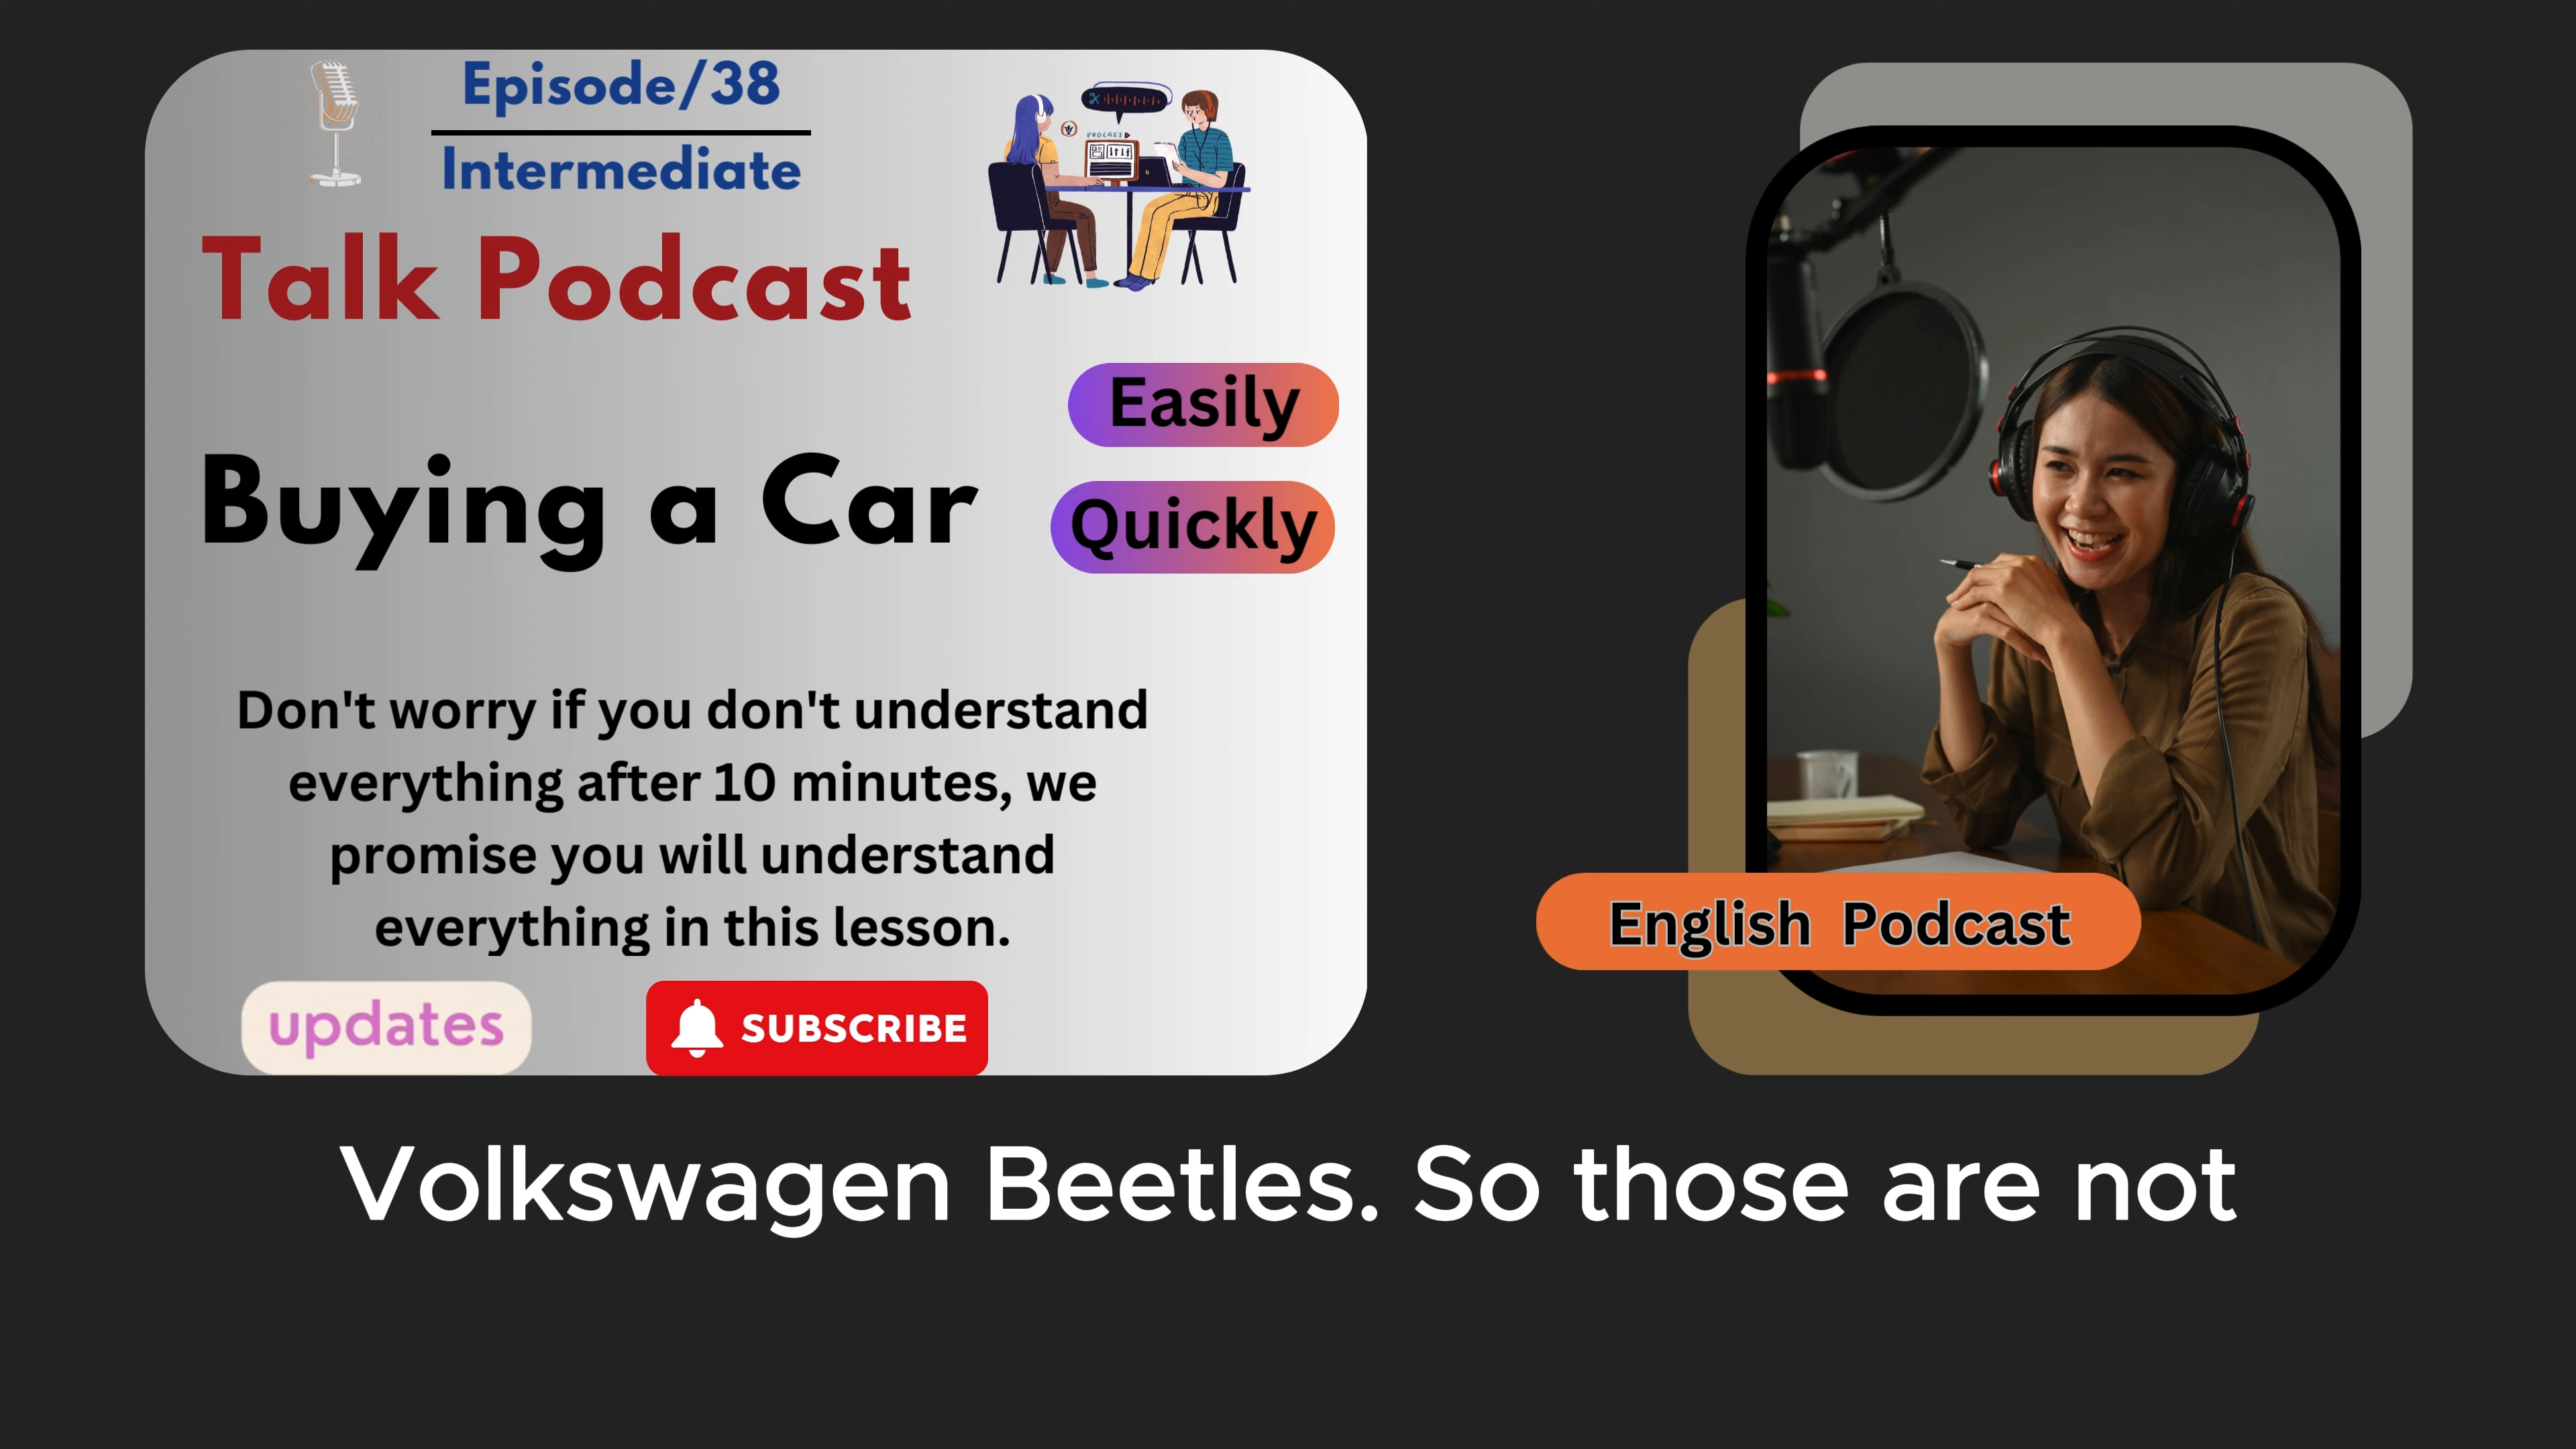 Episode/38
Intermediate
Talk Podcast
PODCAST
Easily
Buying a Car
Quickly
Don't worry if you don't understand
everything after 10 minutes, we
promise you will understand
everything in this lesson.
updates
SUBSCRIBE
English Podcast
Volkswagen Beetles. So those are not